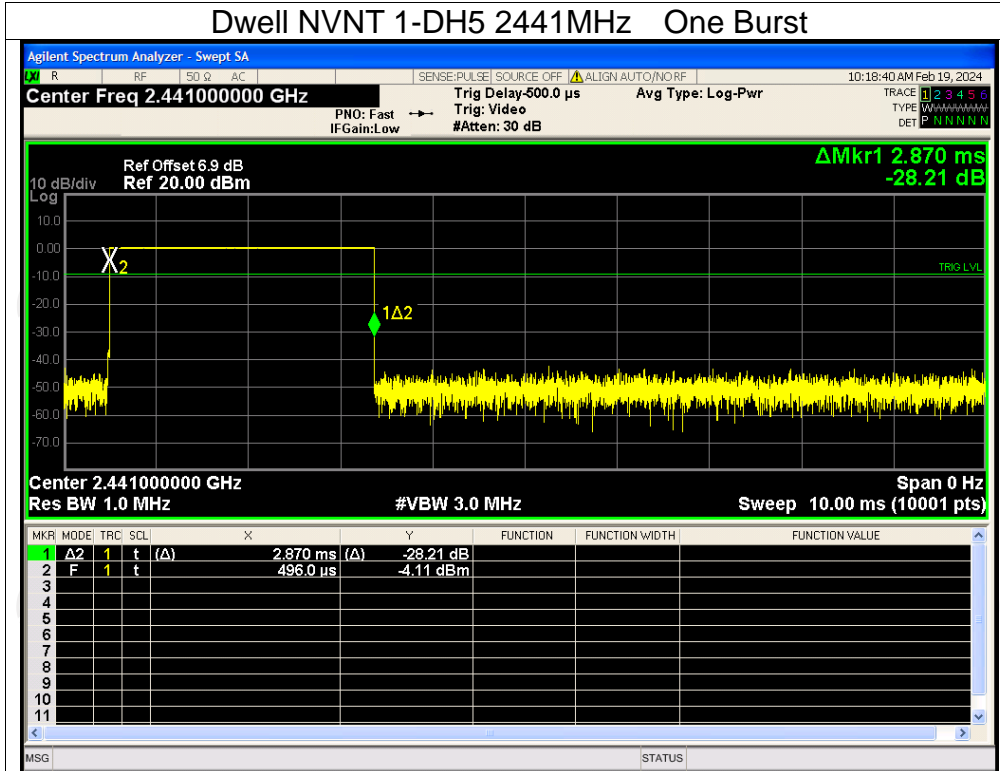 Dwell NVNT 1-DH5 2441MHz One Burst
Agilent Spectrum Analyzer - Swept SA
LXI R RF 50 Ω AC SENSE:PULSE SOURCE OFF ALIGN AUTO/NO RF 10:18:40 AM Feb 19, 2024
Center Freq 2.441000000 GHz Trig Delay-500.0 µs Avg Type: Log-Pwr TRACE 1 2 3 4 5 6
PNO: Fast Trig: Video TYPE WWWWWW
IFGain:Low #Atten: 30 dB DET P N N N N N
ΔMkr1 2.870 ms
-28.21 dB
Ref Offset 6.9 dB
10 dB/div Ref 20.00 dBm
Log
10.0
0.00
-10.0
-20.0
-30.0
-40.0
-50.0
-60.0
-70.0
2
TRIG LVL
1Δ2
Center 2.441000000 GHz Span 0 Hz
Res BW 1.0 MHz #VBW 3.0 MHz Sweep 10.00 ms (10001 pts)
MKR MODE TRC SCL X Y FUNCTION FUNCTION WIDTH FUNCTION VALUE
1 Δ2 1 t (Δ) 2.870 ms (Δ) -28.21 dB
2 F 1 t 496.0 µs -4.11 dBm
3
4
5
6
7
8
9
10
11
MSG STATUS